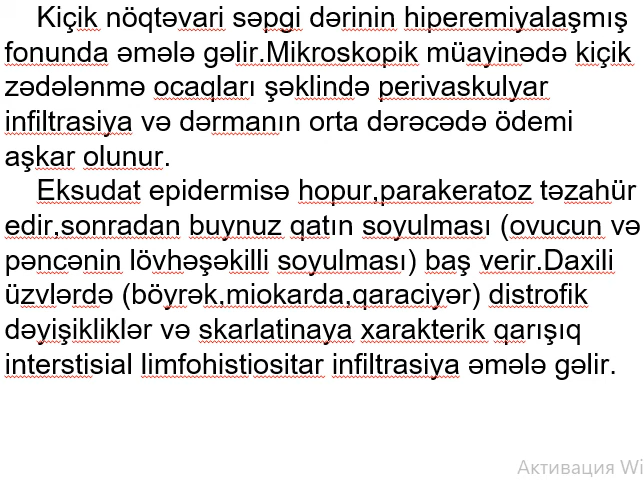 Kiçik nöqtəvari səpgi dərinin hiperemiyalaşmış
fonunda əmələ gəlir.Mikroskopik müayinədə kiçik
zədələnmə ocaqları şəklində perivaskulyar
infiltrasiya və dərmanın orta dərəcədə ödemi
aşkar olunur.
Eksudat epidermisə hopur,parakeratoz təzahür
edir,sonradan buynuz qatın soyulması (ovucun və
pəncənin lövhəşəkilli soyulması) baş verir.Daxili
üzvlərdə (böyrək,miokarda,qaraciyər) distrofik
dəyişikliklər və skarlatinaya xarakterik qarışıq
interstisial limfohistiositar infiltrasiya əmələ gəlir.
Активация Wi